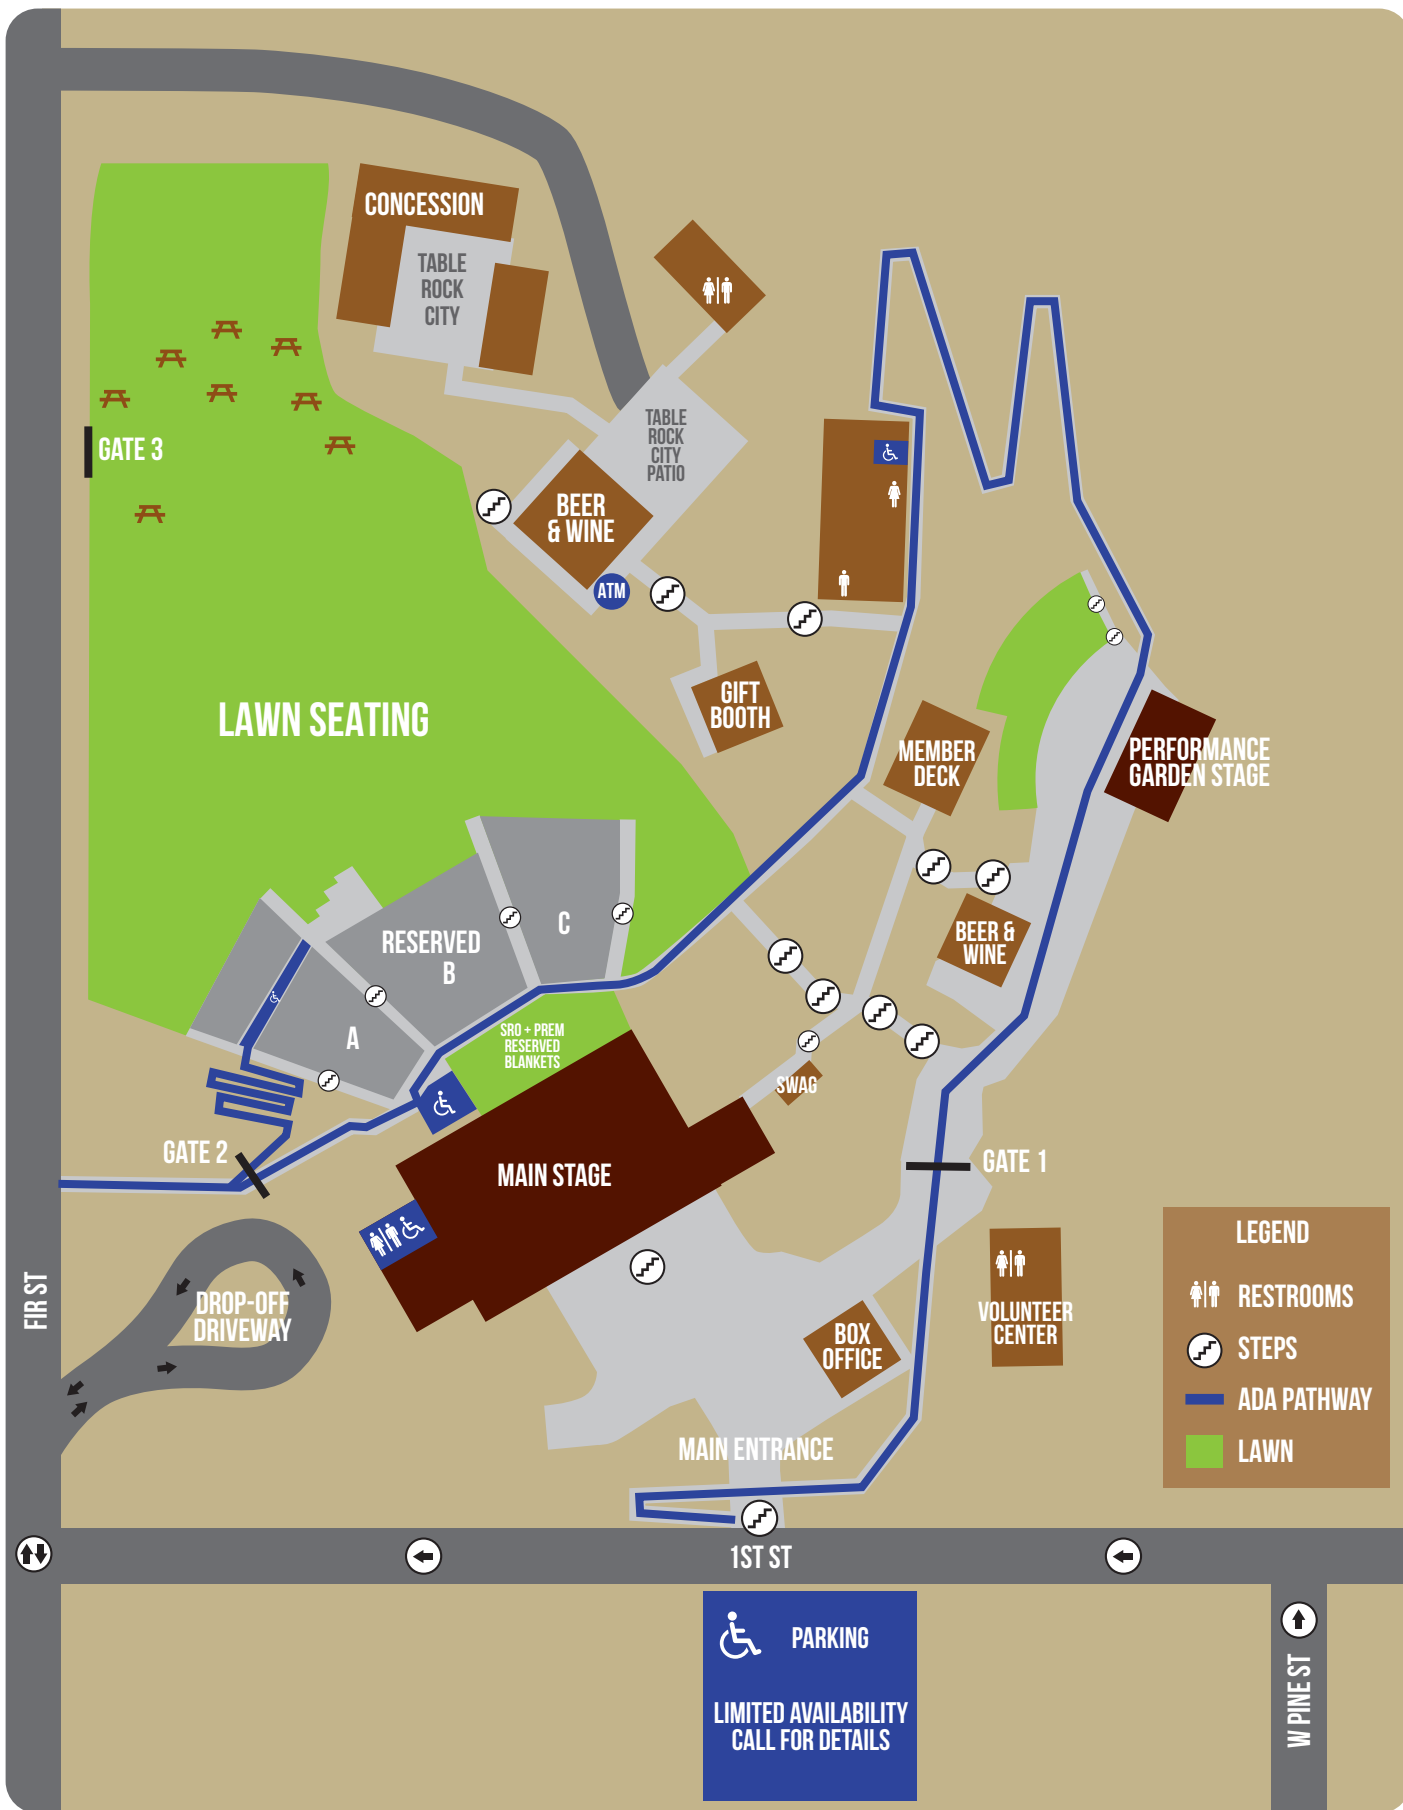 CONCESSION
TABLE
ROCK
CITY
TABLE
ROCK
CITY
PATIO
GATE 3
BEER
& WINE
ATM
GIFT
BOOTH
LAWN SEATING
MEMBER
DECK
PERFORMANCE
GARDEN STAGE
C
RESERVED
B
BEER &
WINE
A
SRO + PREM
RESERVED
BLANKETS
SWAG
GATE 2
MAIN STAGE
GATE 1
LEGEND
RESTROOMS
STEPS
ADA PATHWAY
LAWN
FIR ST
DROP-OFF
DRIVEWAY
VOLUNTEER
CENTER
BOX
OFFICE
MAIN ENTRANCE
1ST ST
PARKING
LIMITED AVAILABILITY
CALL FOR DETAILS
W PINE ST